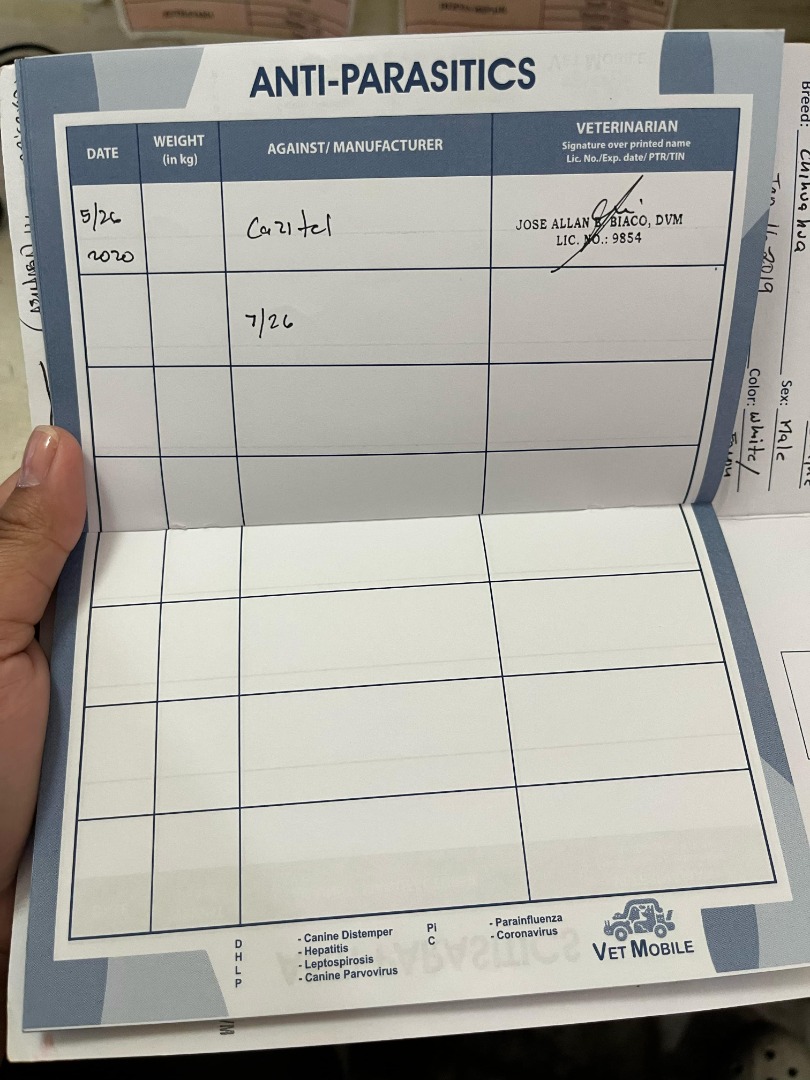 ANTI-PARASITICS
DATE
WEIGHT
(in kg)
AGAINST/ MANUFACTURER
VETERINARIAN
Signature over printed name
Lic. No./Exp. date/ PTR/TIN
5/26
2020
Cazitel
JOSE ALLAN B. BIACO, DVM
LIC. NO.: 9854
7/26
D - Canine Distemper
H - Hepatitis
L - Leptospirosis
P - Canine Parvovirus
Pi - Parainfluenza
C - Coronavirus
VET MOBILE
Breed: Chihuahua
2019
Sex: Male
Color: White/